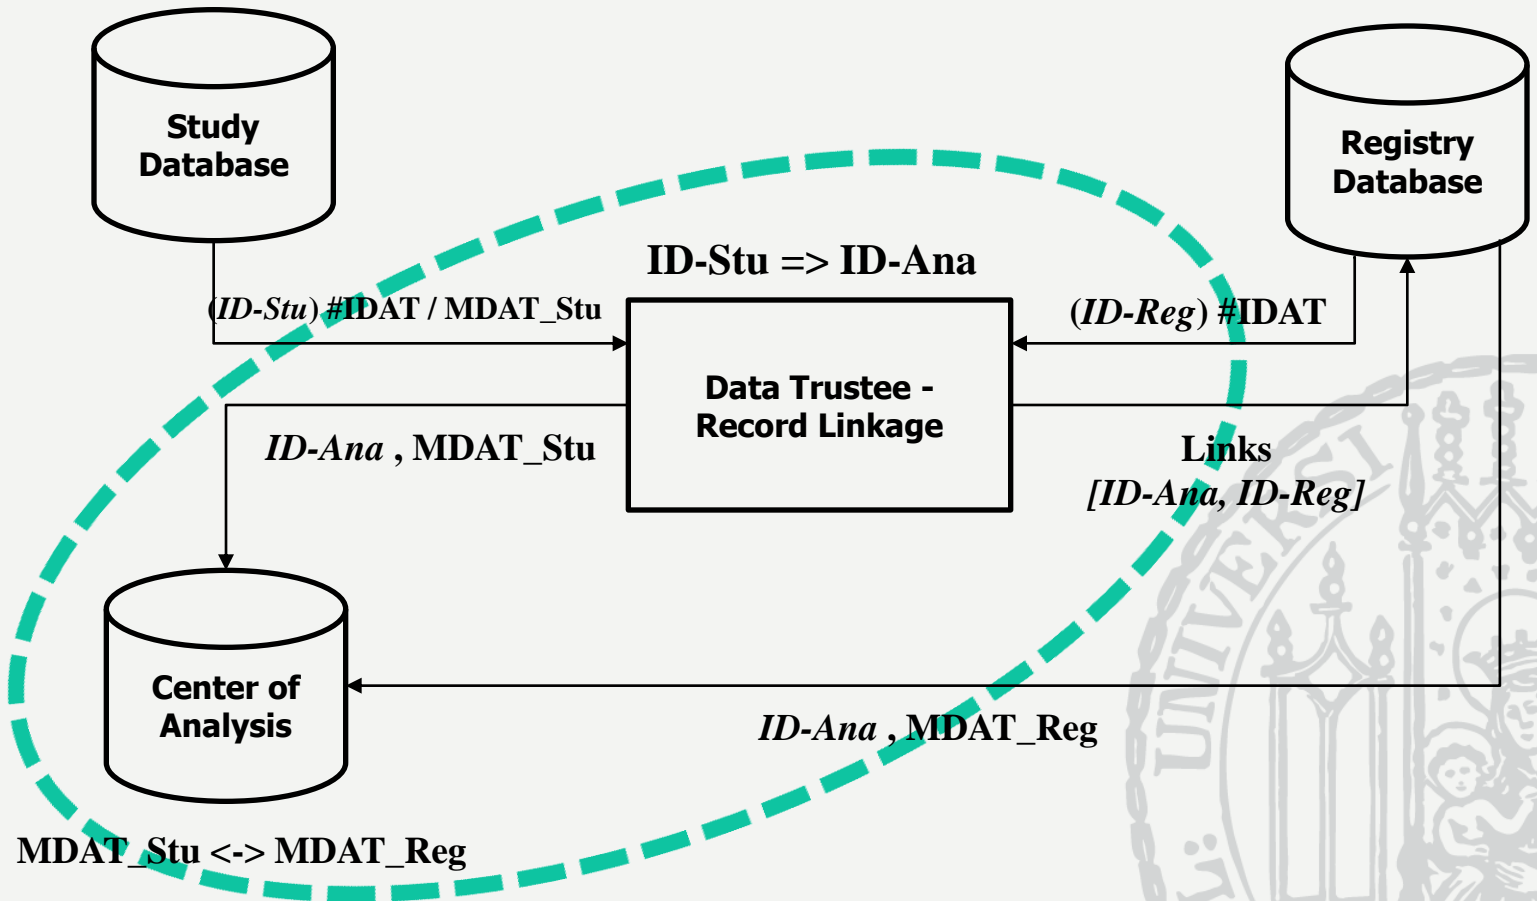 Study
Database
Registry
Database
ID-Stu => ID-Ana
(ID-Stu) #IDAT / MDAT_Stu
(ID-Reg) #IDAT
Data Trustee -
Record Linkage
ID-Ana , MDAT_Stu
Links
[ID-Ana, ID-Reg]
Center of
Analysis
ID-Ana , MDAT_Reg
MDAT_Stu <-> MDAT_Reg
UNIVERSI